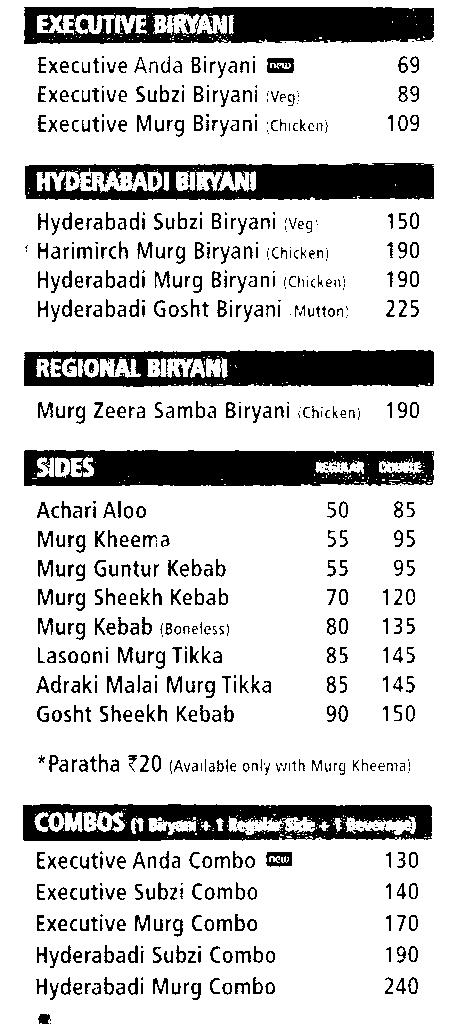 EXECUTIVE BIRYANI
Executive Anda Biryani new 69
Executive Subzi Biryani (Veg) 89
Executive Murg Biryani (Chicken) 109
HYDERABADI BIRYANI
Hyderabadi Subzi Biryani (Veg) 150
Harimirch Murg Biryani (Chicken) 190
Hyderabadi Murg Biryani (Chicken) 190
Hyderabadi Gosht Biryani (Mutton) 225
REGIONAL BIRYANI
Murg Zeera Samba Biryani (Chicken) 190
SIDES REGULAR DOUBLE
Achari Aloo 50 85
Murg Kheema 55 95
Murg Guntur Kebab 55 95
Murg Sheekh Kebab 70 120
Murg Kebab (Boneless) 80 135
Lasooni Murg Tikka 85 145
Adraki Malai Murg Tikka 85 145
Gosht Sheekh Kebab 90 150
*Paratha ₹20 (Available only with Murg Kheema)
COMBOS (1 Biryani + 1 Regular Side + 1 Beverage)
Executive Anda Combo new 130
Executive Subzi Combo 140
Executive Murg Combo 170
Hyderabadi Subzi Combo 190
Hyderabadi Murg Combo 240